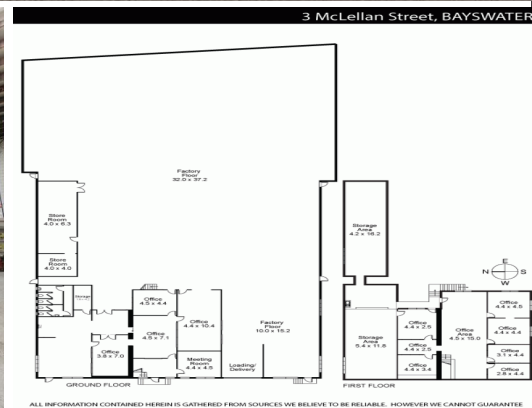 3 McLellan Street, BAYSWATER
Factory
Floor
32.0 x 37.2
Store
Room
4.0 x 6.3
Store
Room
4.0 x 4.0
Storage
Office
4.5 x 4.4
Office
4.5 x 7.1
Office
4.4 x 10.4
Factory
Floor
10.0 x 15.2
Office
3.8 x 7.0
Meeting
Room
4.4 x 4.5
Loading/
Delivery
GROUND FLOOR
Storage
Area
4.2 x 18.2
E
N S
W
Storage
Area
5.4 x 11.8
Office
4.4 x 2.5
Office
4.4 x 2.5
Office
4.4 x 3.4
Office
Area
4.5 x 15.0
Office
4.4 x 4.5
Office
4.4 x 4.4
Office
3.1 x 4.4
Office
2.8 x 4.4
FIRST FLOOR
ALL INFORMATION CONTAINED HEREIN IS GATHERED FROM SOURCES WE BELIEVE TO BE RELIABLE. HOWEVER WE CANNOT GUARANTEE